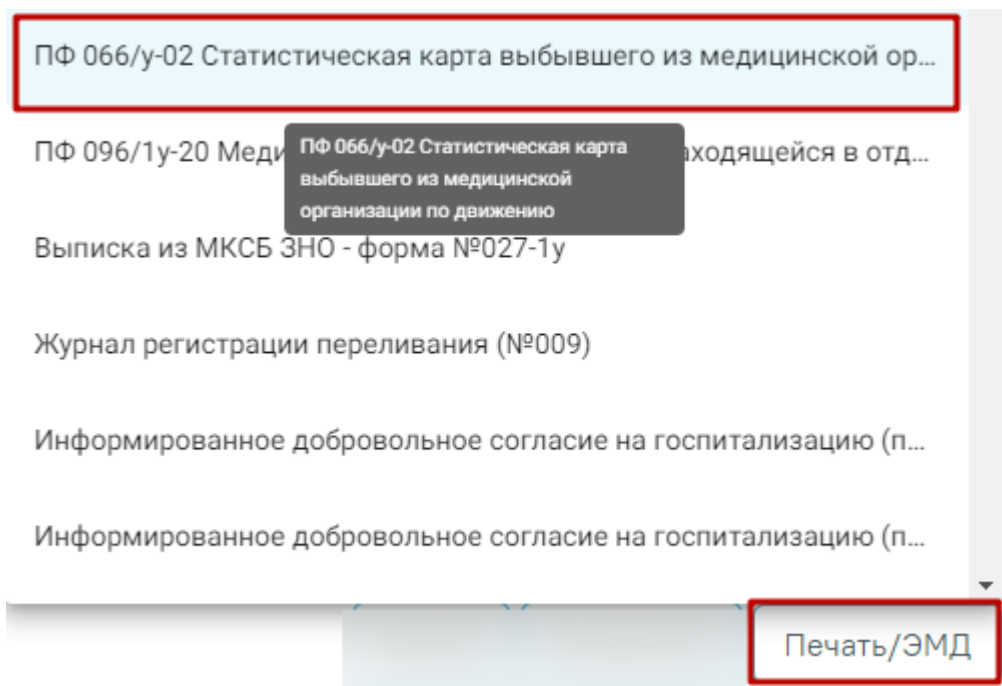 ПФ 066/у-02 Статистическая карта выбывшего из медицинской ор...
ПФ 096/1у-20 Меди
аходящейся в отд...
ПФ 066/у-02 Статистическая карта
выбывшего из медицинской
организации по движению
Выписка из МКСБ ЗНО - форма №027-1у
Журнал регистрации переливания (№009)
Информированное добровольное согласие на госпитализацию (п...
Информированное добровольное согласие на госпитализацию (п...
Печать/ЭМД